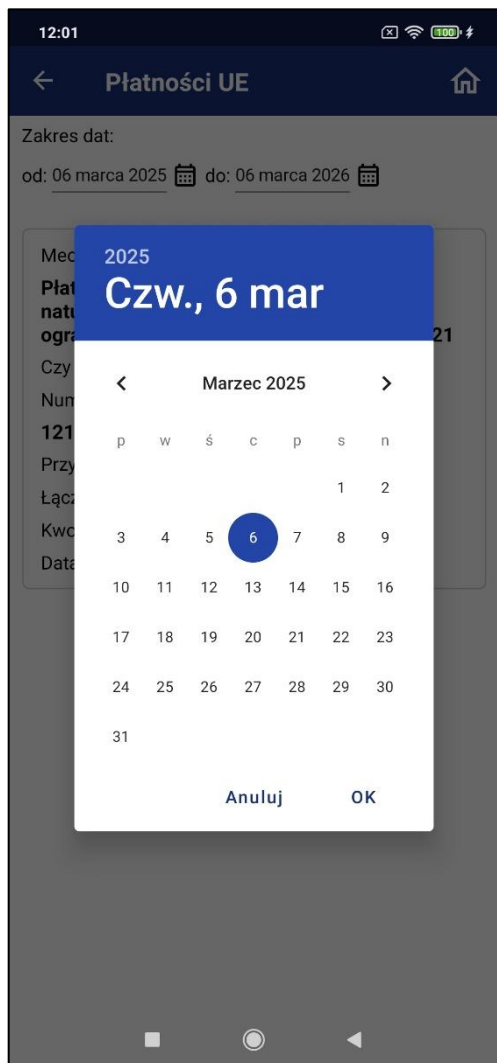 12:01
100
Płatności UE
Zakres dat:
od: 06 marca 2025 do: 06 marca 2026
2025
Czw., 6 mar
21
Czy
121
Marzec 2025
p w ś c p s n
1 2
3 4 5 6 7 8 9
10 11 12 13 14 15 16
17 18 19 20 21 22 23
24 25 26 27 28 29 30
31
Anuluj OK